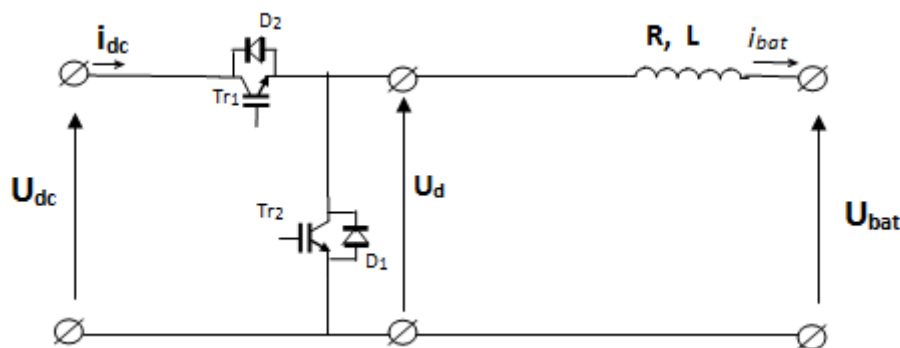 D2
idc
R, L
ibat
Tr1
Udc
Ud
Tr2
D1
Ubat